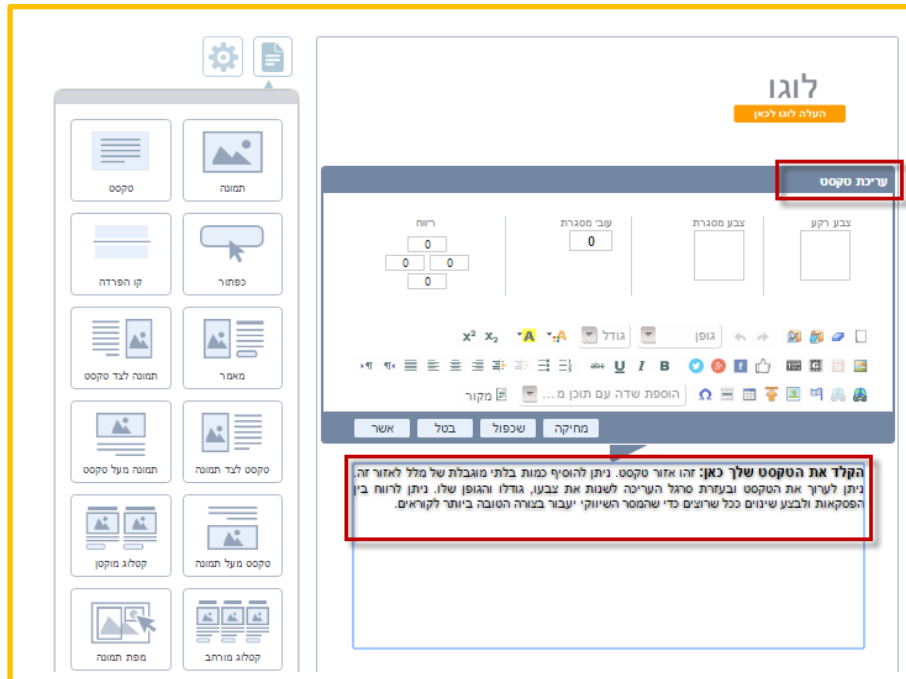 לוגו
העלה לוגו לכאן
עריכת טקסט
צבע רקע
צבע מסגרת
עובי מסגרת
ריווח
0
0
0 0
0
גופן
גודל
A
A
x₂ x²
B I U abc
הוספת שדה עם תוכן מ...
מקור
Ω
מחיקה
שכפול
בטל
אשר
הקלד את הטקסט שלך כאן: זהו אזור טקסט. ניתן להוסיף כמות בלתי מוגבלת של מלל לאזור זה.
ניתן לערוך את הטקסט ובעזרת סרגל העריכה לשנות את צבעו, גודלו והגופן שלו. ניתן לרווח בין
הפסקאות ולבצע שינוים ככל שרוצים כדי שהמסר השיווקי יעבור בצורה הטובה ביותר לקוראים.
תמונה
טקסט
כפתור
קו הפרדה
מאמר
תמונה לצד טקסט
טקסט לצד תמונה
תמונה מעל טקסט
טקסט מעל תמונה
קטלוג מוקטן
קטלוג מורחב
מפת תמונה